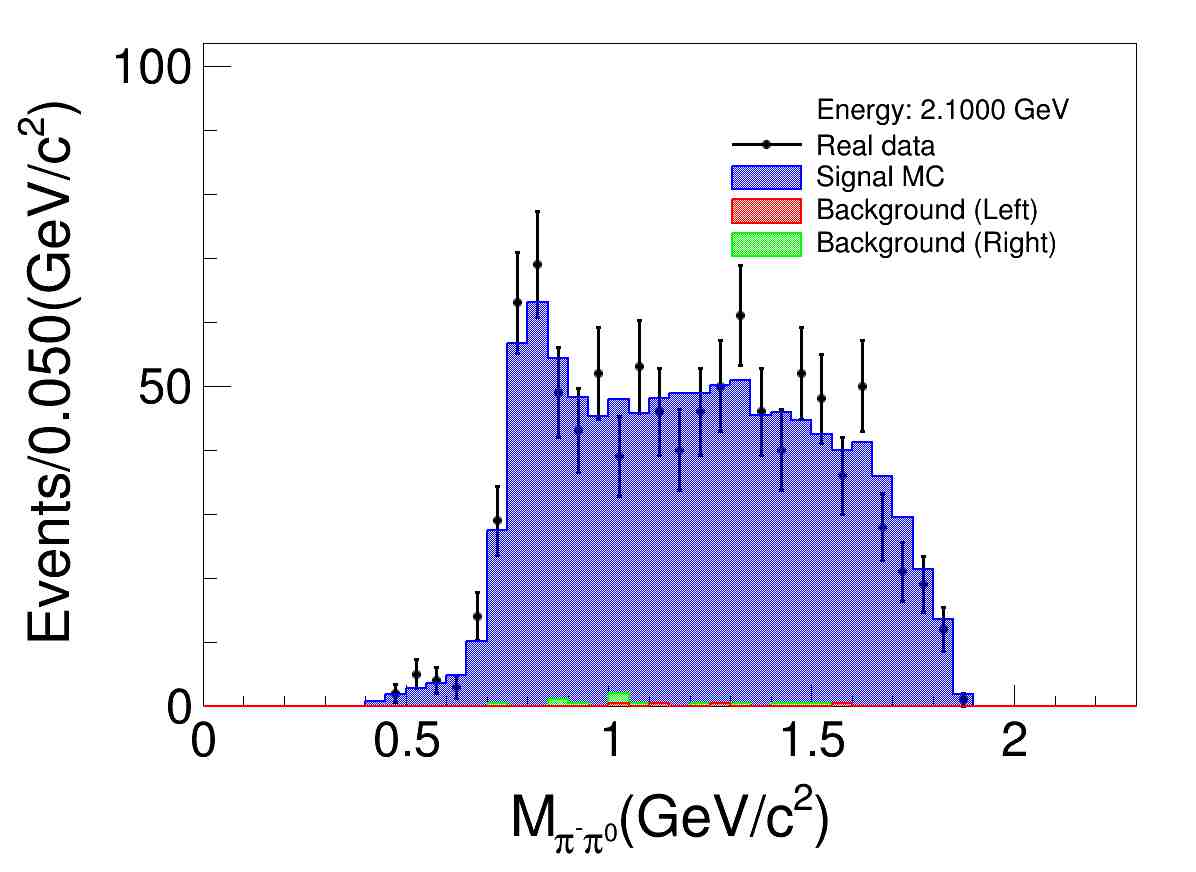 100
50
0
Events/0.050(GeV/c²)
Energy: 2.1000 GeV
Real data
Signal MC
Background (Left)
Background (Right)
0 0.5 1 1.5 2
M_π⁻π⁰(GeV/c²)